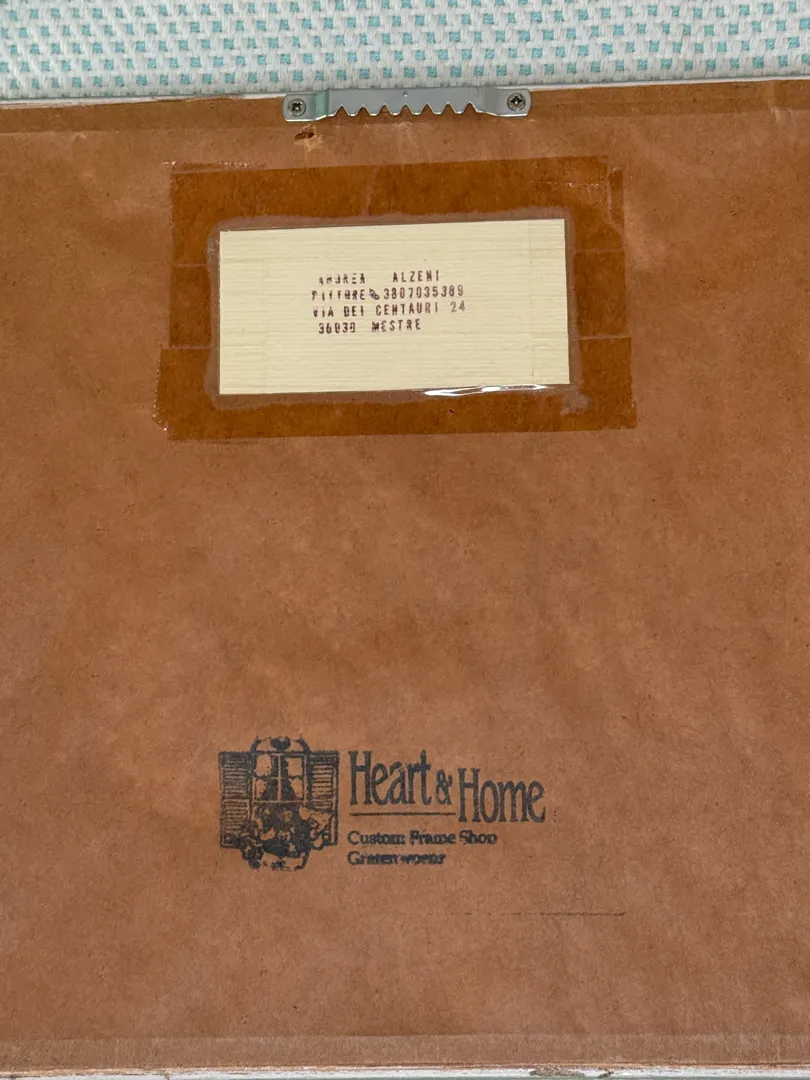 ANDREA ALZENI
PITTORE 3807035389
VIA DEI CENTAURI 24
30030 MESTRE
Heart & Home
Custom Frame Shop